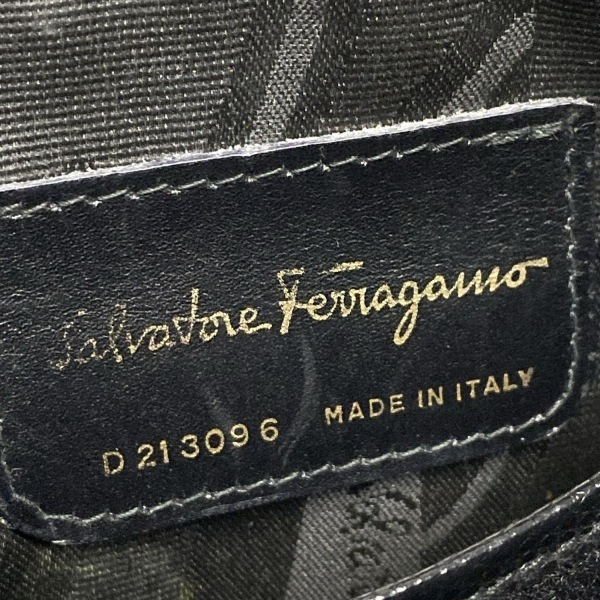 Salvatore Ferragamo
D 21 3096 MADE IN ITALY